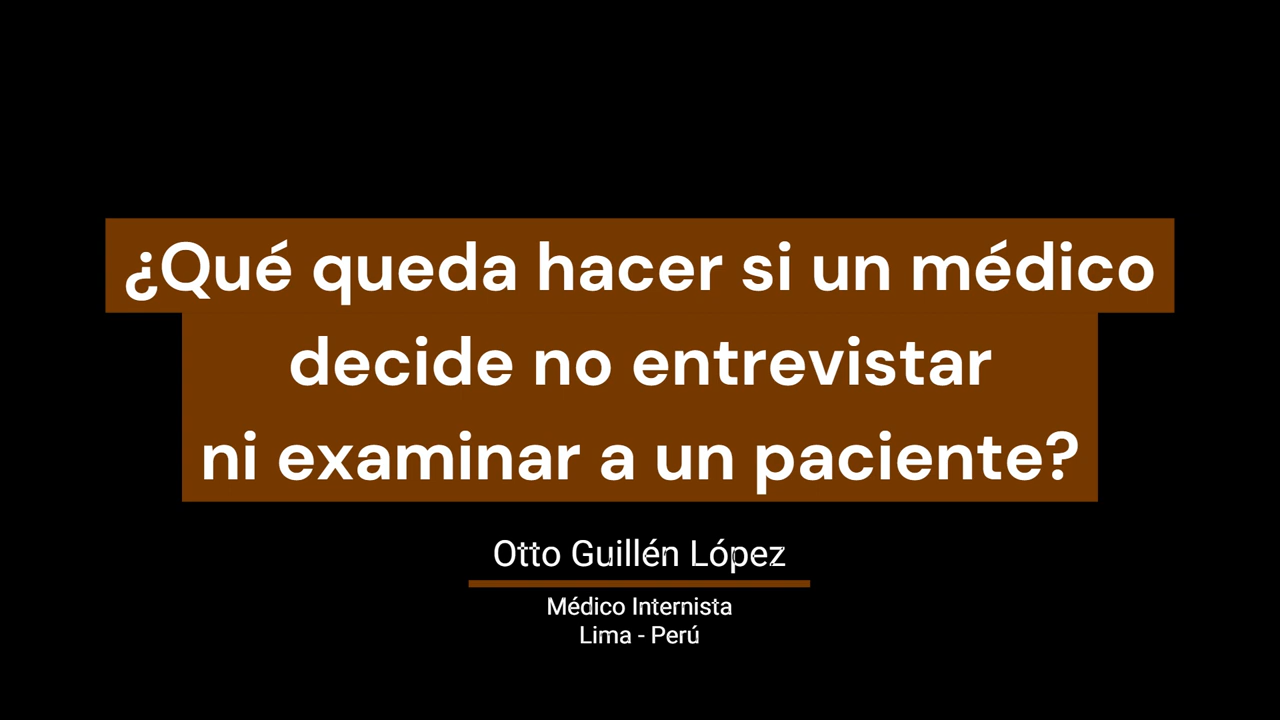 ¿Qué queda hacer si un médico
decide no entrevistar
ni examinar a un paciente?
Otto Guillén López
Médico Internista
Lima - Perú